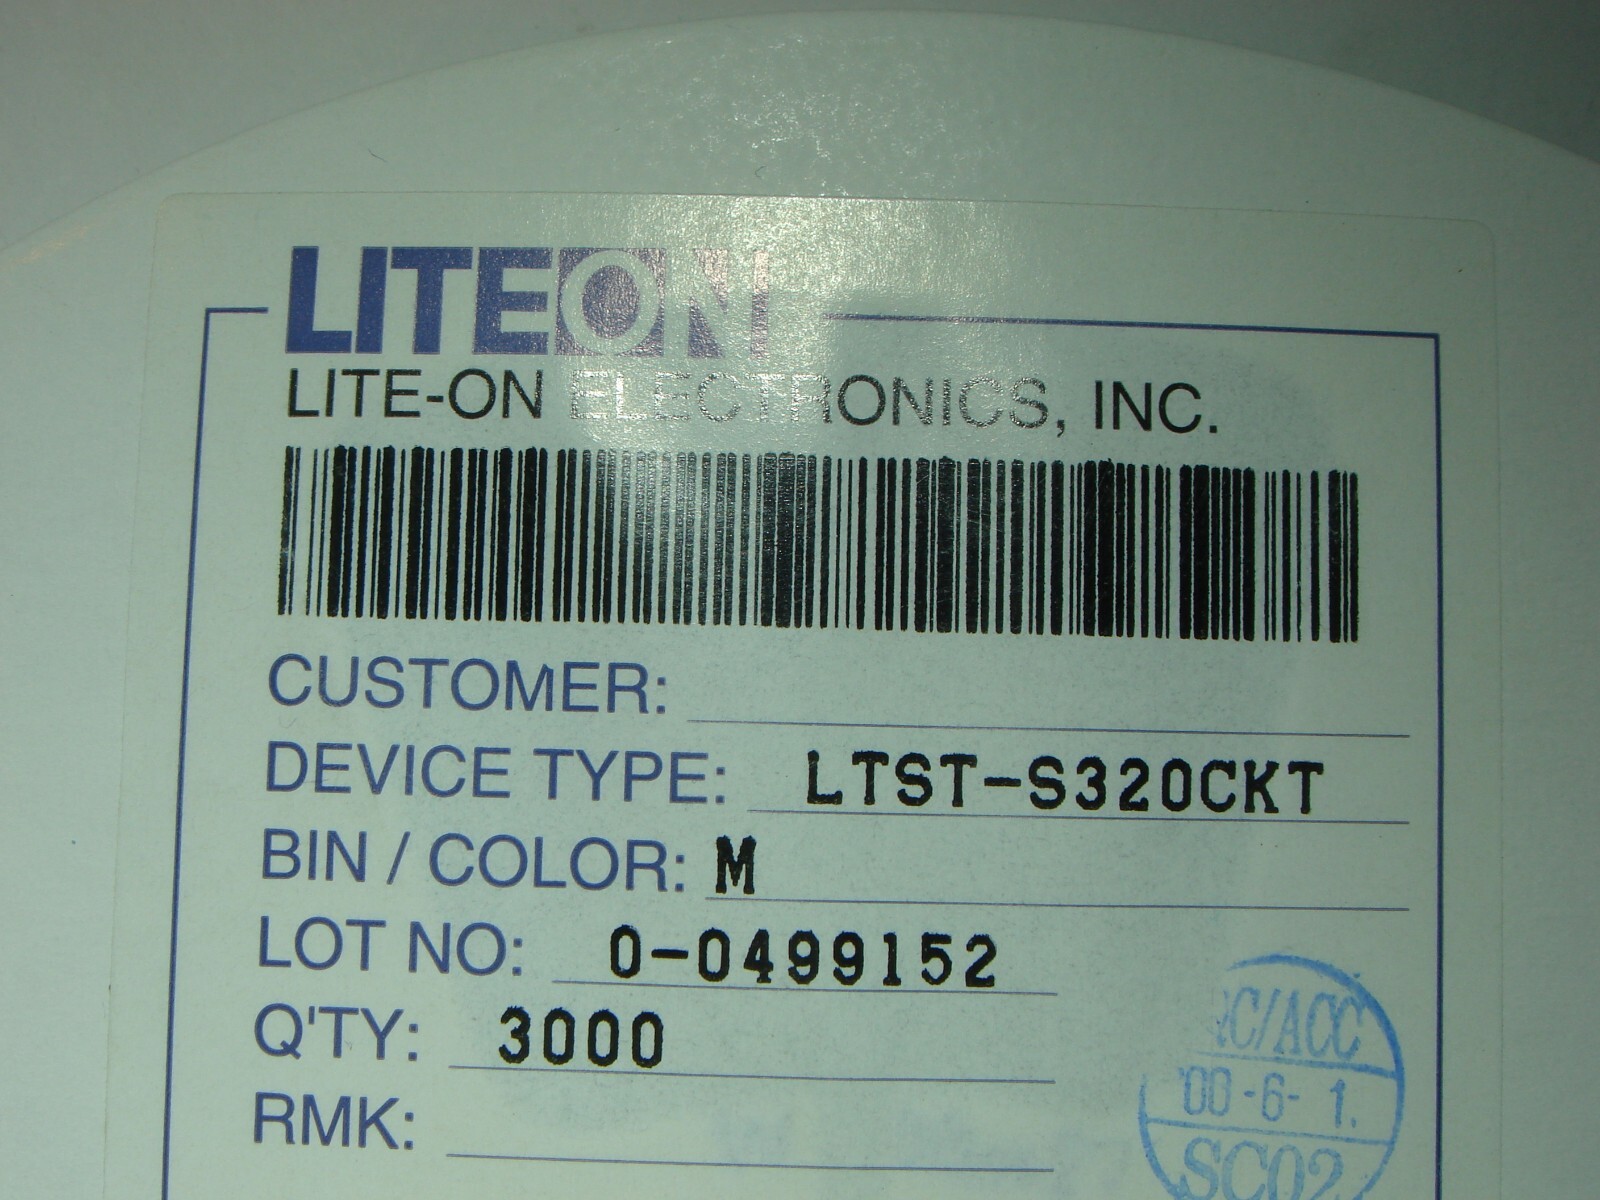 LITEON
LITE-ON ELECTRONICS, INC.
CUSTOMER:
DEVICE TYPE: LTST-S320CKT
BIN / COLOR: M
LOT NO: 0-0499152
Q'TY: 3000
RMK:
QC/ACC
'00-6-1.
SC02